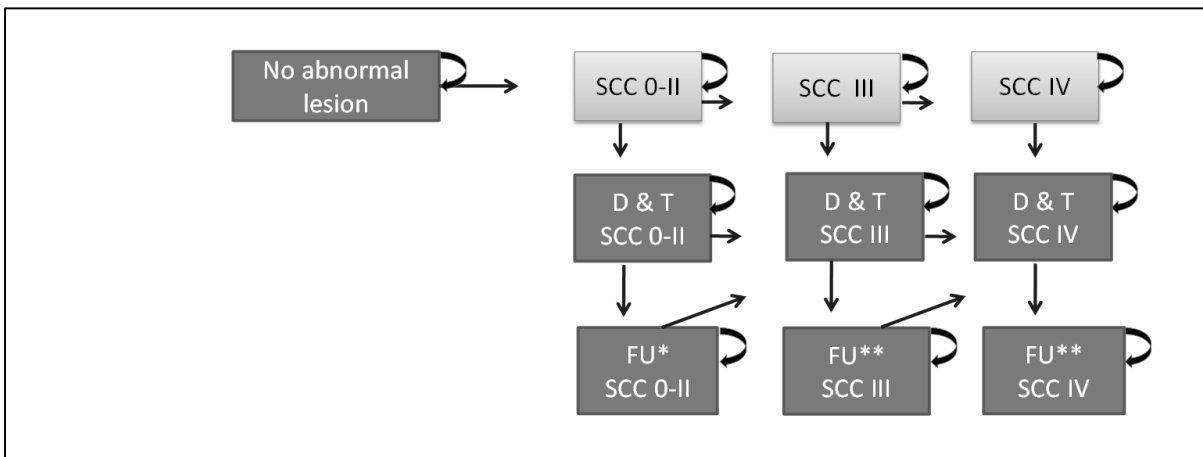 No abnormal
lesion
SCC 0-II
SCC III
SCC IV
D & T
SCC 0-II
D & T
SCC III
D & T
SCC IV
FU*
SCC 0-II
FU**
SCC III
FU**
SCC IV